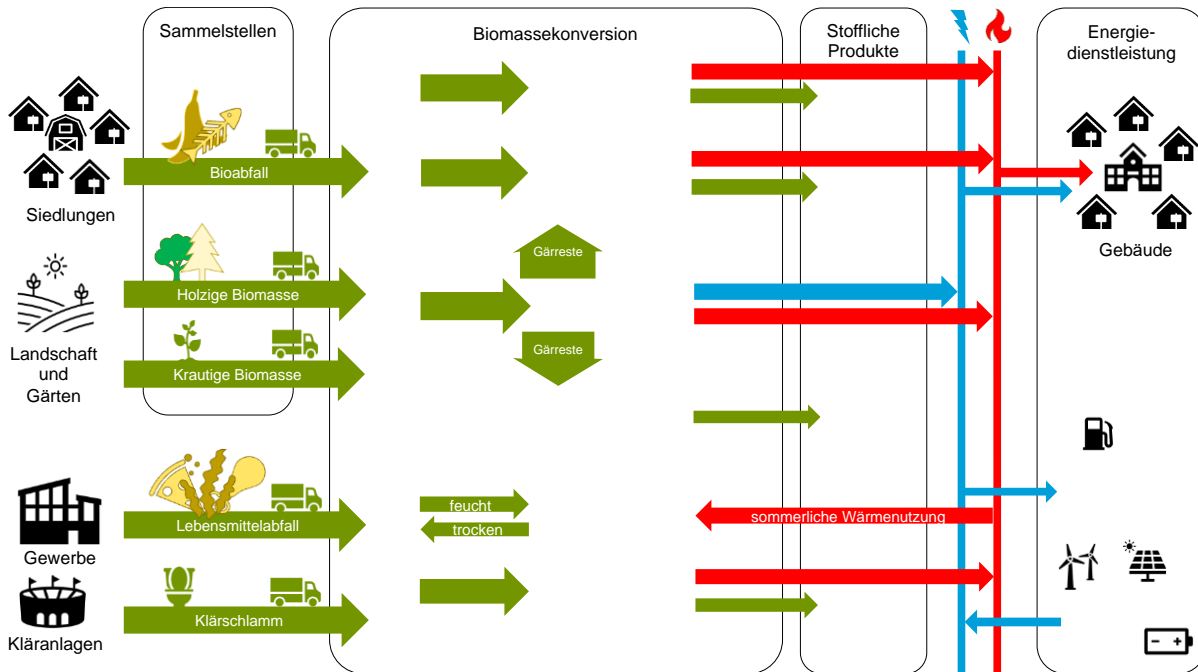 Sammelstellen
Biomassekonversion
Stoffliche
Produkte
Energie-
dienstleistung
Bioabfall
Siedlungen
Gebäude
Gärreste
Holzige Biomasse
Landschaft
und
Gärten
Gärreste
Krautige Biomasse
feucht
Lebensmittelabfall
trocken
sommerliche Wärmenutzung
Gewerbe
Klärschlamm
Kläranlagen